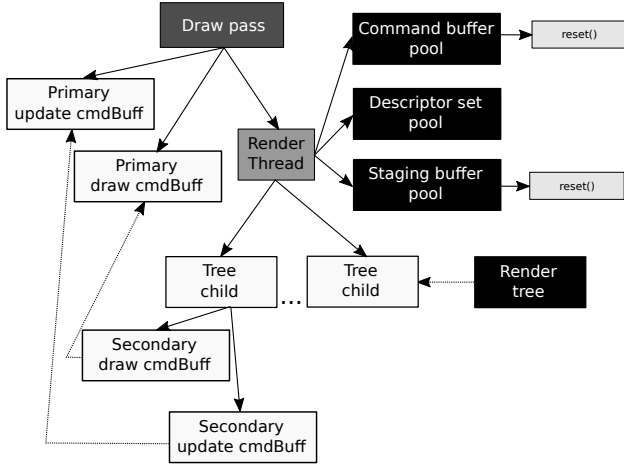 Draw pass
Command buffer
pool
reset()
Primary
update cmdBuff
Descriptor set
pool
Render
Thread
Primary
draw cmdBuff
Staging buffer
pool
reset()
Tree
child
...
Tree
child
Render
tree
Secondary
draw cmdBuff
Secondary
update cmdBuff